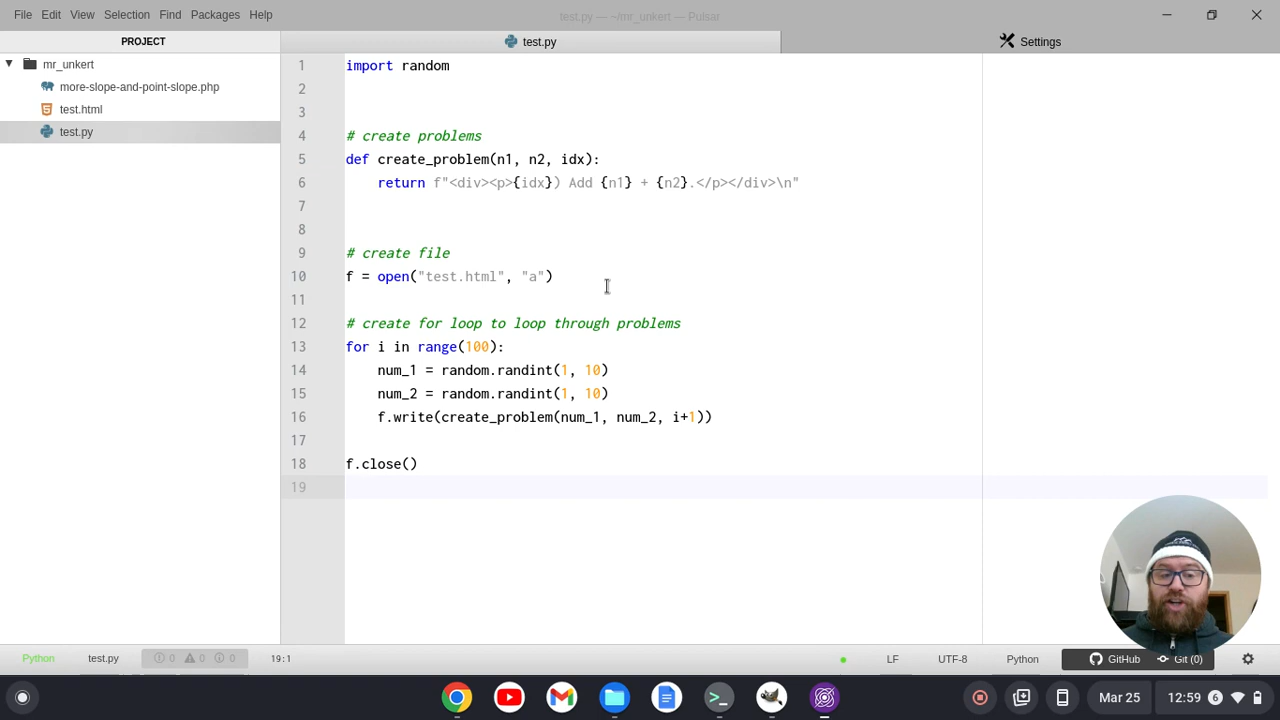 File Edit View Selection Find Packages Help
test.py — ~/mr_unkert — Pulsar
PROJECT
test.py
Settings
mr_unkert
more-slope-and-point-slope.php
test.html
test.py
1 import random
2
3
4 # create problems
5 def create_problem(n1, n2, idx):
6     return f"<div><p>{idx}) Add {n1} + {n2}.</p></div>\n"
7
8
9 # create file
10 f = open("test.html", "a")
11
12 # create for loop to loop through problems
13 for i in range(100):
14     num_1 = random.randint(1, 10)
15     num_2 = random.randint(1, 10)
16     f.write(create_problem(num_1, num_2, i+1))
17
18 f.close()
19
Python test.py 0 0 0 19:1 LF UTF-8 Python GitHub Git (0)
Mar 25 12:59 6